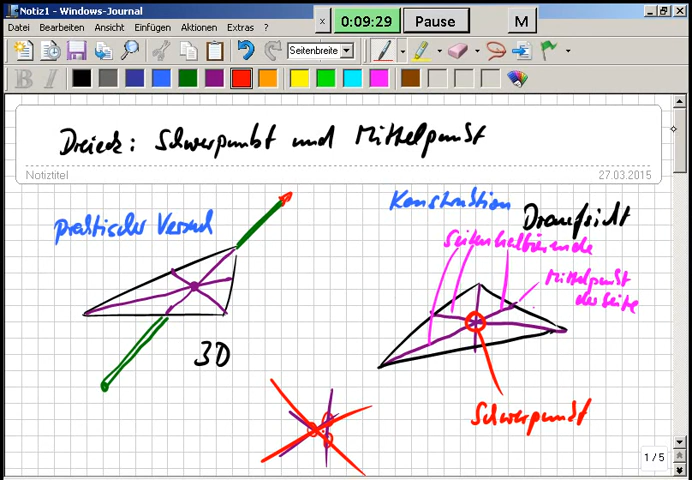 Notiz1 - Windows-Journal
x
0:09:29
Pause
M
Datei Bearbeiten Ansicht Einfügen Aktionen Extras ?
Seitenbreite
B I
Dreieck: Schwerpunkt und Mittelpunkt
Notiztitel
27.03.2015
praktischer Versuch
Konstruktion
Draufsicht
Seitenhalbierende
Mittelpunkt
der Seite
3D
Schwerpunkt
1 / 5